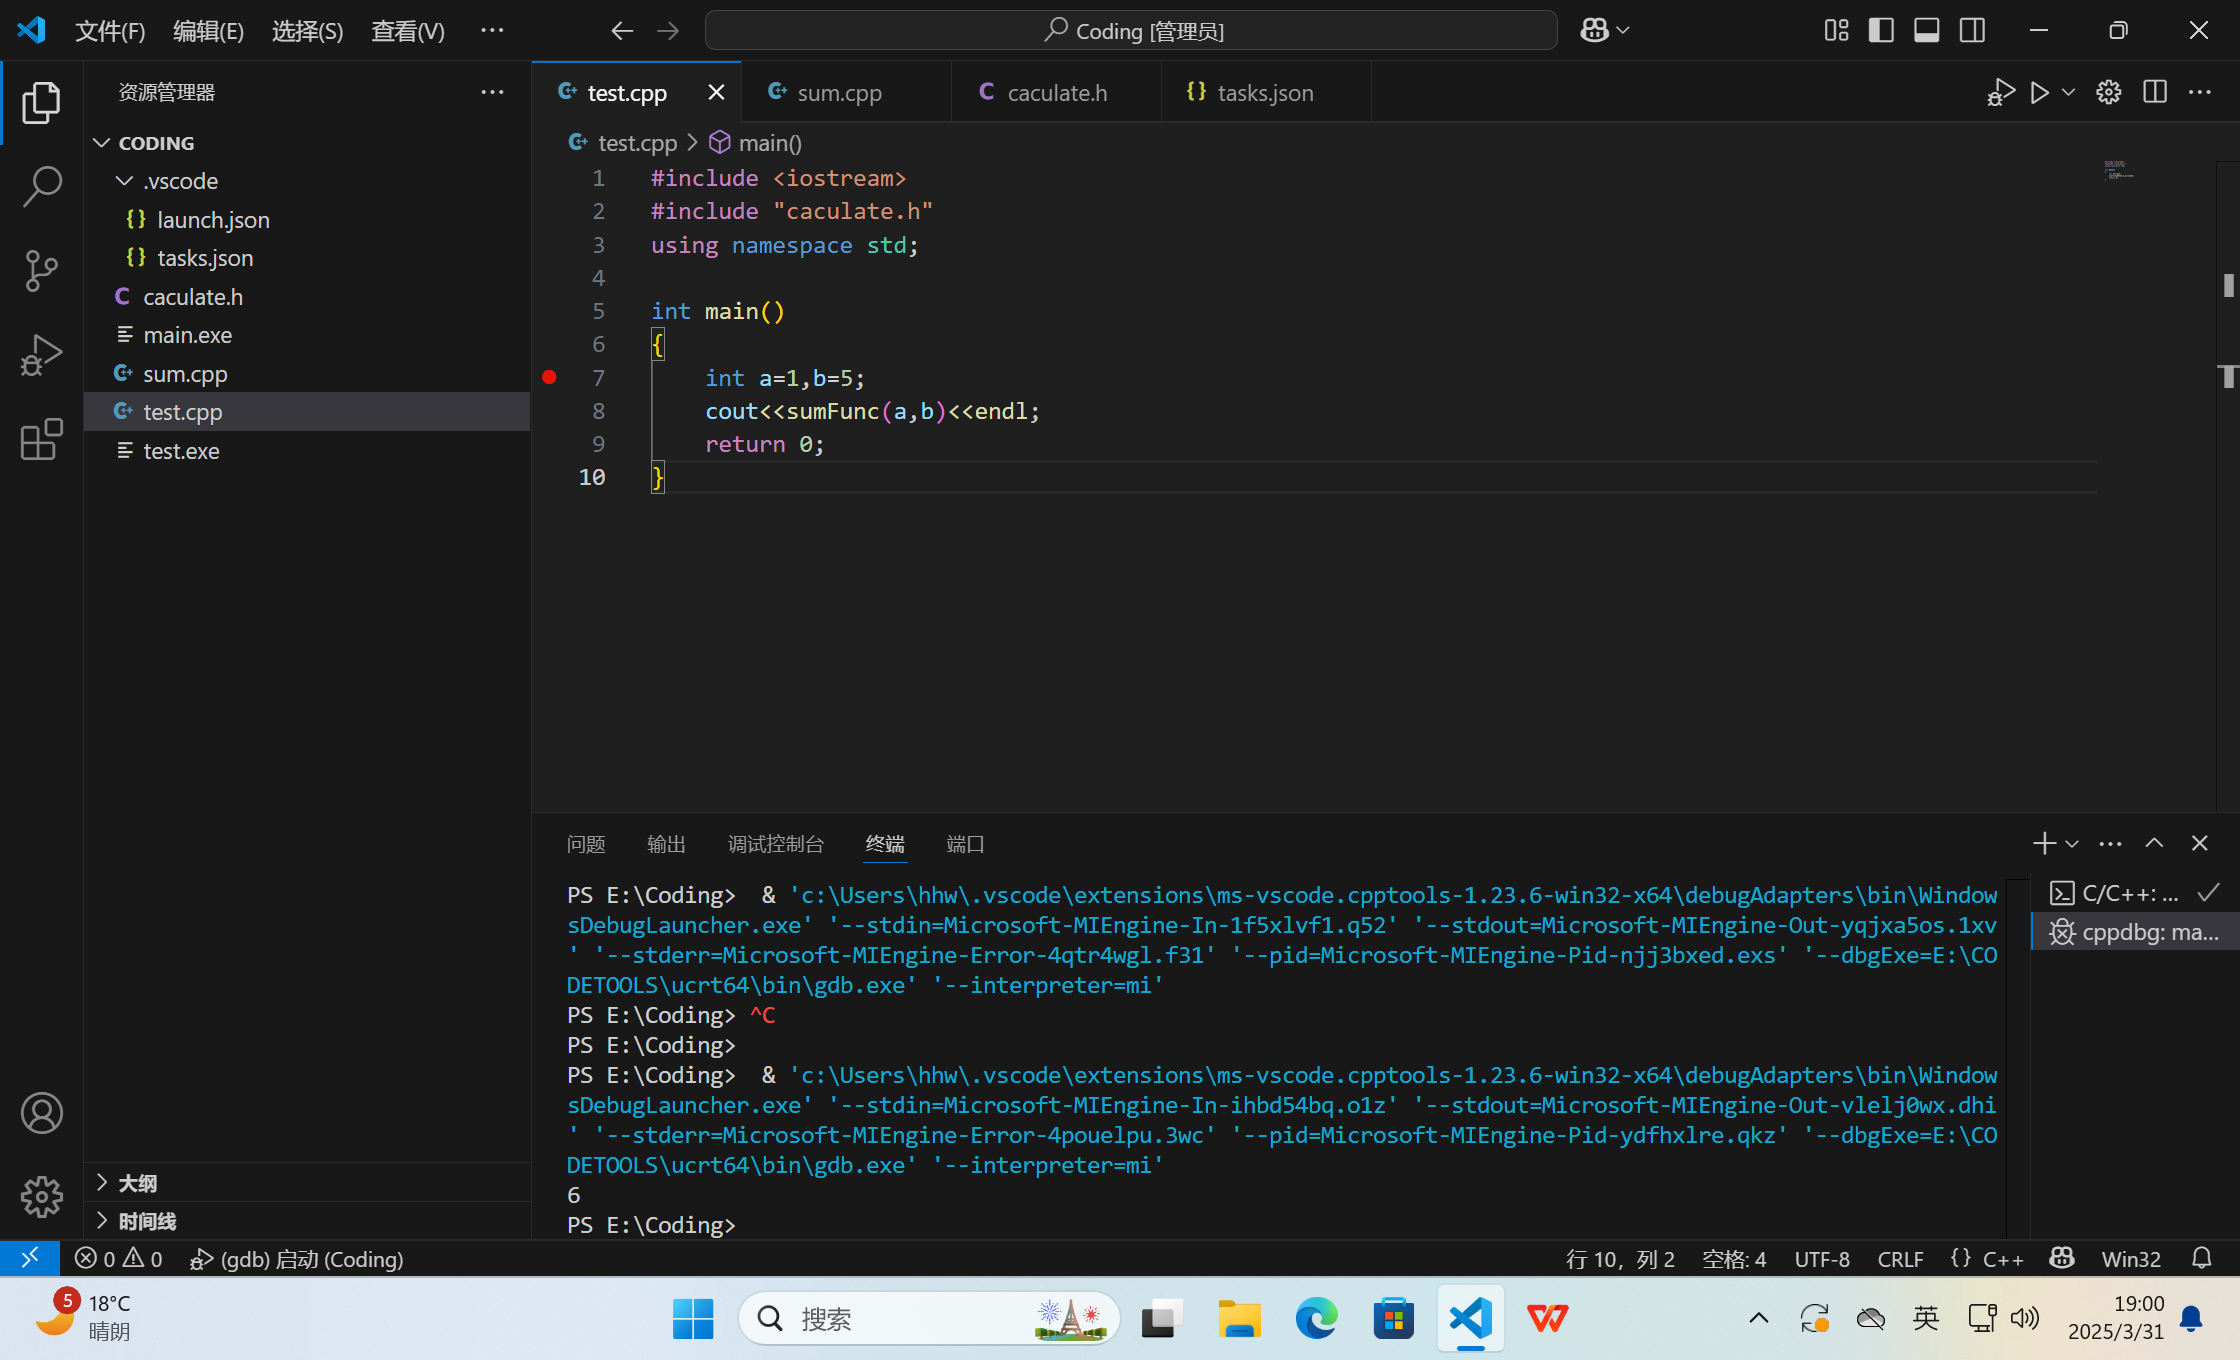 文件(F) 编辑(E) 选择(S) 查看(V) ··· Coding [管理员]
资源管理器
CODING
.vscode
launch.json
tasks.json
caculate.h
main.exe
sum.cpp
test.cpp
test.exe
大纲
时间线
test.cpp sum.cpp caculate.h tasks.json
test.cpp > main()
1 #include <iostream>
2 #include "caculate.h"
3 using namespace std;
4
5 int main()
6 {
7 int a=1,b=5;
8 cout<<sumFunc(a,b)<<endl;
9 return 0;
10 }
问题 输出 调试控制台 终端 端口
PS E:\Coding>  & 'c:\Users\hhw\.vscode\extensions\ms-vscode.cpptools-1.23.6-win32-x64\debugAdapters\bin\Window
sDebugLauncher.exe' '--stdin=Microsoft-MIEngine-In-1f5xlvf1.q52' '--stdout=Microsoft-MIEngine-Out-yqjxa5os.1xv
' '--stderr=Microsoft-MIEngine-Error-4qtr4wgl.f31' '--pid=Microsoft-MIEngine-Pid-njj3bxed.exs' '--dbgExe=E:\CO
DETOOLS\ucrt64\bin\gdb.exe' '--interpreter=mi'
PS E:\Coding> ^C
PS E:\Coding>
PS E:\Coding>  & 'c:\Users\hhw\.vscode\extensions\ms-vscode.cpptools-1.23.6-win32-x64\debugAdapters\bin\Window
sDebugLauncher.exe' '--stdin=Microsoft-MIEngine-In-ihbd54bq.o1z' '--stdout=Microsoft-MIEngine-Out-vlelj0wx.dhi
' '--stderr=Microsoft-MIEngine-Error-4pouelpu.3wc' '--pid=Microsoft-MIEngine-Pid-ydfhxlre.qkz' '--dbgExe=E:\CO
DETOOLS\ucrt64\bin\gdb.exe' '--interpreter=mi'
6
PS E:\Coding>
C/C++: ...
cppdbg: ma...
0 0 (gdb) 启动 (Coding) 行 10，列 2 空格: 4 UTF-8 CRLF {} C++ Win32
5 18°C
晴朗
搜索
英
19:00
2025/3/31